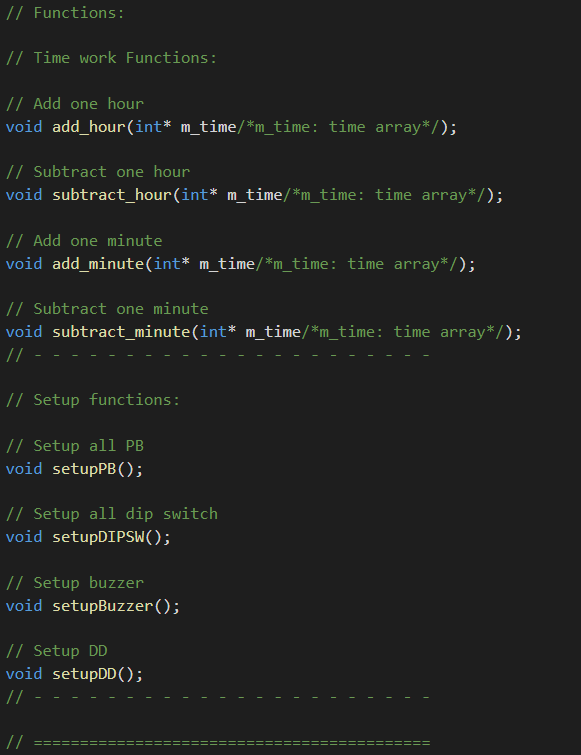 // Functions:
// Time work Functions:
// Add one hour
void add_hour(int* m_time/*m_time: time array*/);
// Subtract one hour
void subtract_hour(int* m_time/*m_time: time array*/);
// Add one minute
void add_minute(int* m_time/*m_time: time array*/);
// Subtract one minute
void subtract_minute(int* m_time/*m_time: time array*/);
// - - - - - - - - - - - - - - - - - - - - - -
// Setup functions:
// Setup all PB
void setupPB();
// Setup all dip switch
void setupDIPSW();
// Setup buzzer
void setupBuzzer();
// Setup DD
void setupDD();
// - - - - - - - - - - - - - - - - - - - - - -
// ===========================================